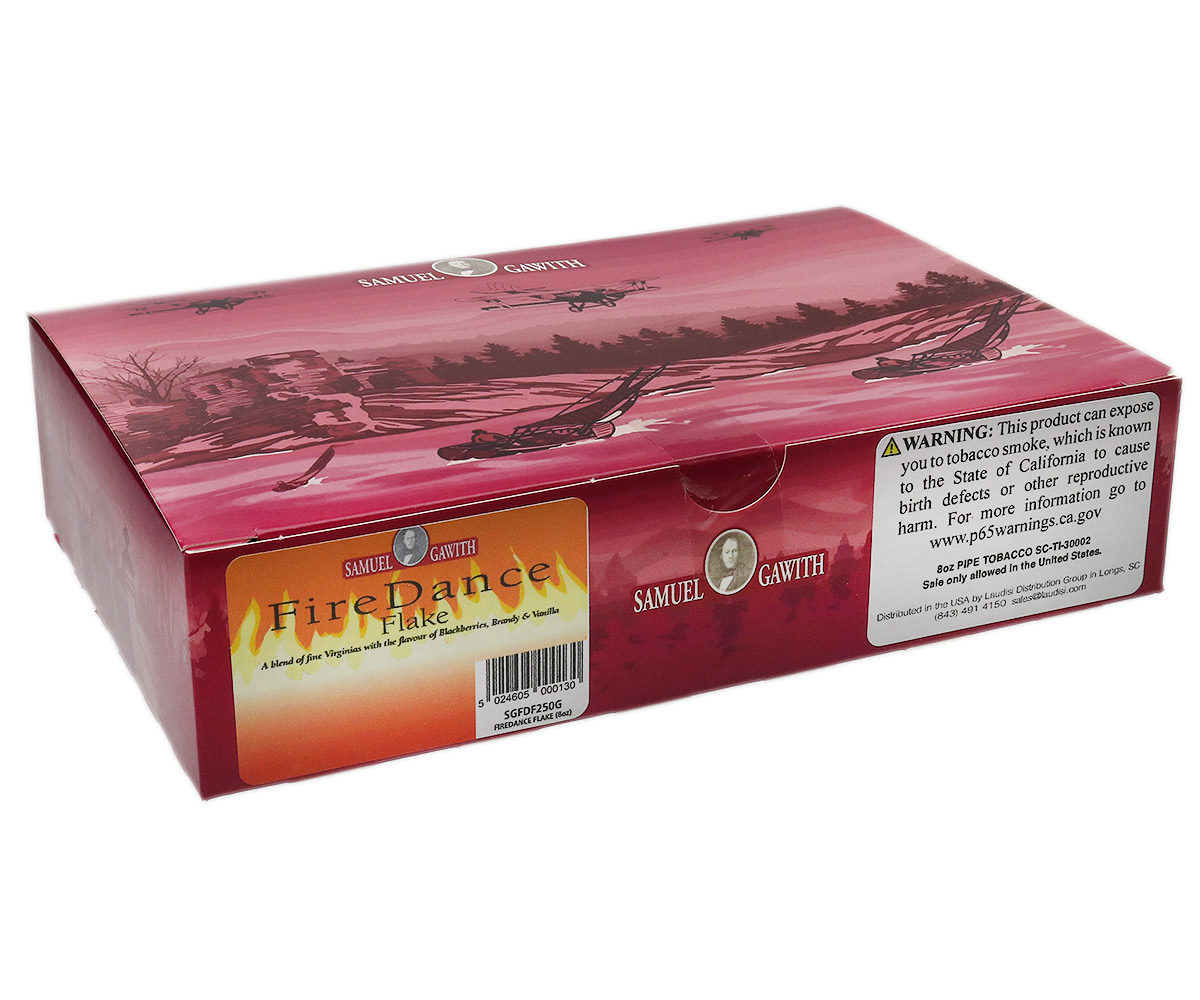 SAMUEL GAWITH
SAMUEL GAWITH
FireDance
Flake
A blend of fine Virginias with the flavour of Blackberries, Brandy & Vanilla
5 024605 000130
SGFDF250G
FIREDANCE FLAKE (8oz)
SAMUEL GAWITH
WARNING: This product can expose
you to tobacco smoke, which is known
to the State of California to cause
birth defects or other reproductive
harm. For more information go to
www.p65warnings.ca.gov
8oz PIPE TOBACCO SC-TI-30002
Sale only allowed in the United States.
Distributed in the USA by Laudisi Distribution Group in Longs, SC
(843) 491 4150 sales@laudisi.com